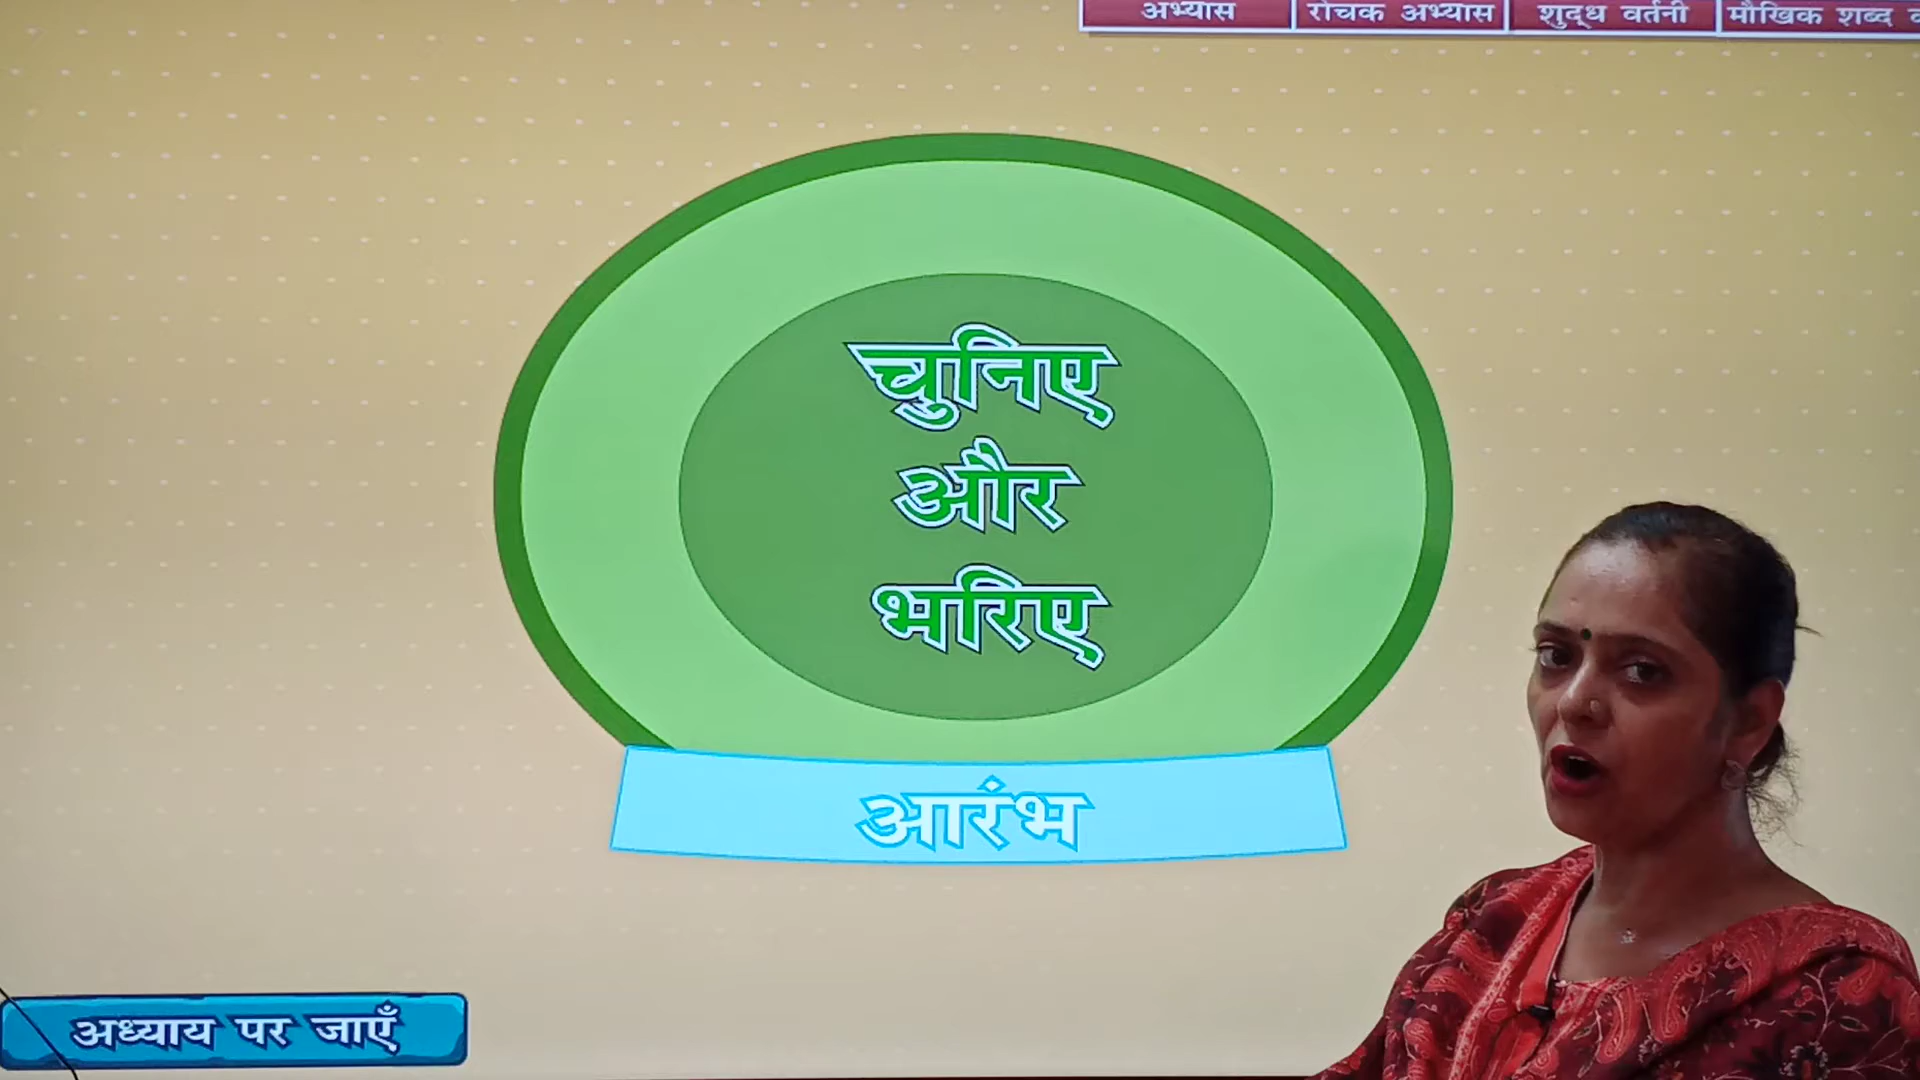 अभ्यास
रोचक अभ्यास
शुद्ध वर्तनी
मौखिक शब्द
चुनिए
और
भरिए
आरंभ
अध्याय पर जाएँ